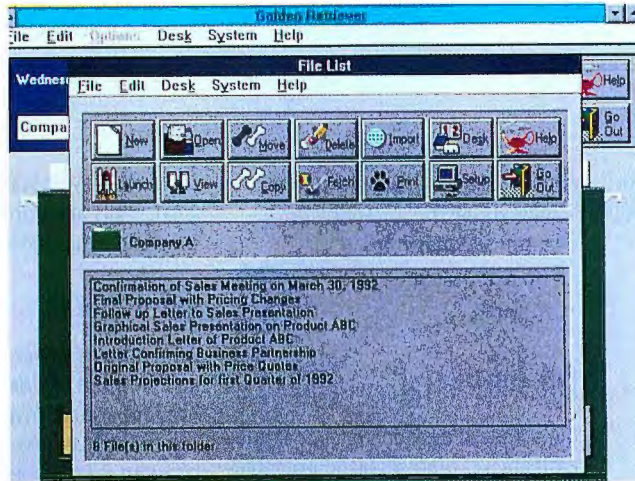 Golden Retriever
File Edit Options Desk System Help
File List
Wednes
File Edit Desk System Help
Help
Compa
New Open Move Delete Import Desk Help
Go Out
Launch View Copy Fetch Print Setup Go Out
Company A
Confirmation of Sales Meeting on March 30, 1992
Final Proposal with Pricing Changes
Follow up Letter to Sales Presentation
Graphical Sales Presentation on Product ABC
Introduction Letter of Product ABC
Letter Confirming Business Partnership
Original Proposal with Price Quotes
Sales Projections for first Quarter of 1992
8 File(s) in this folder